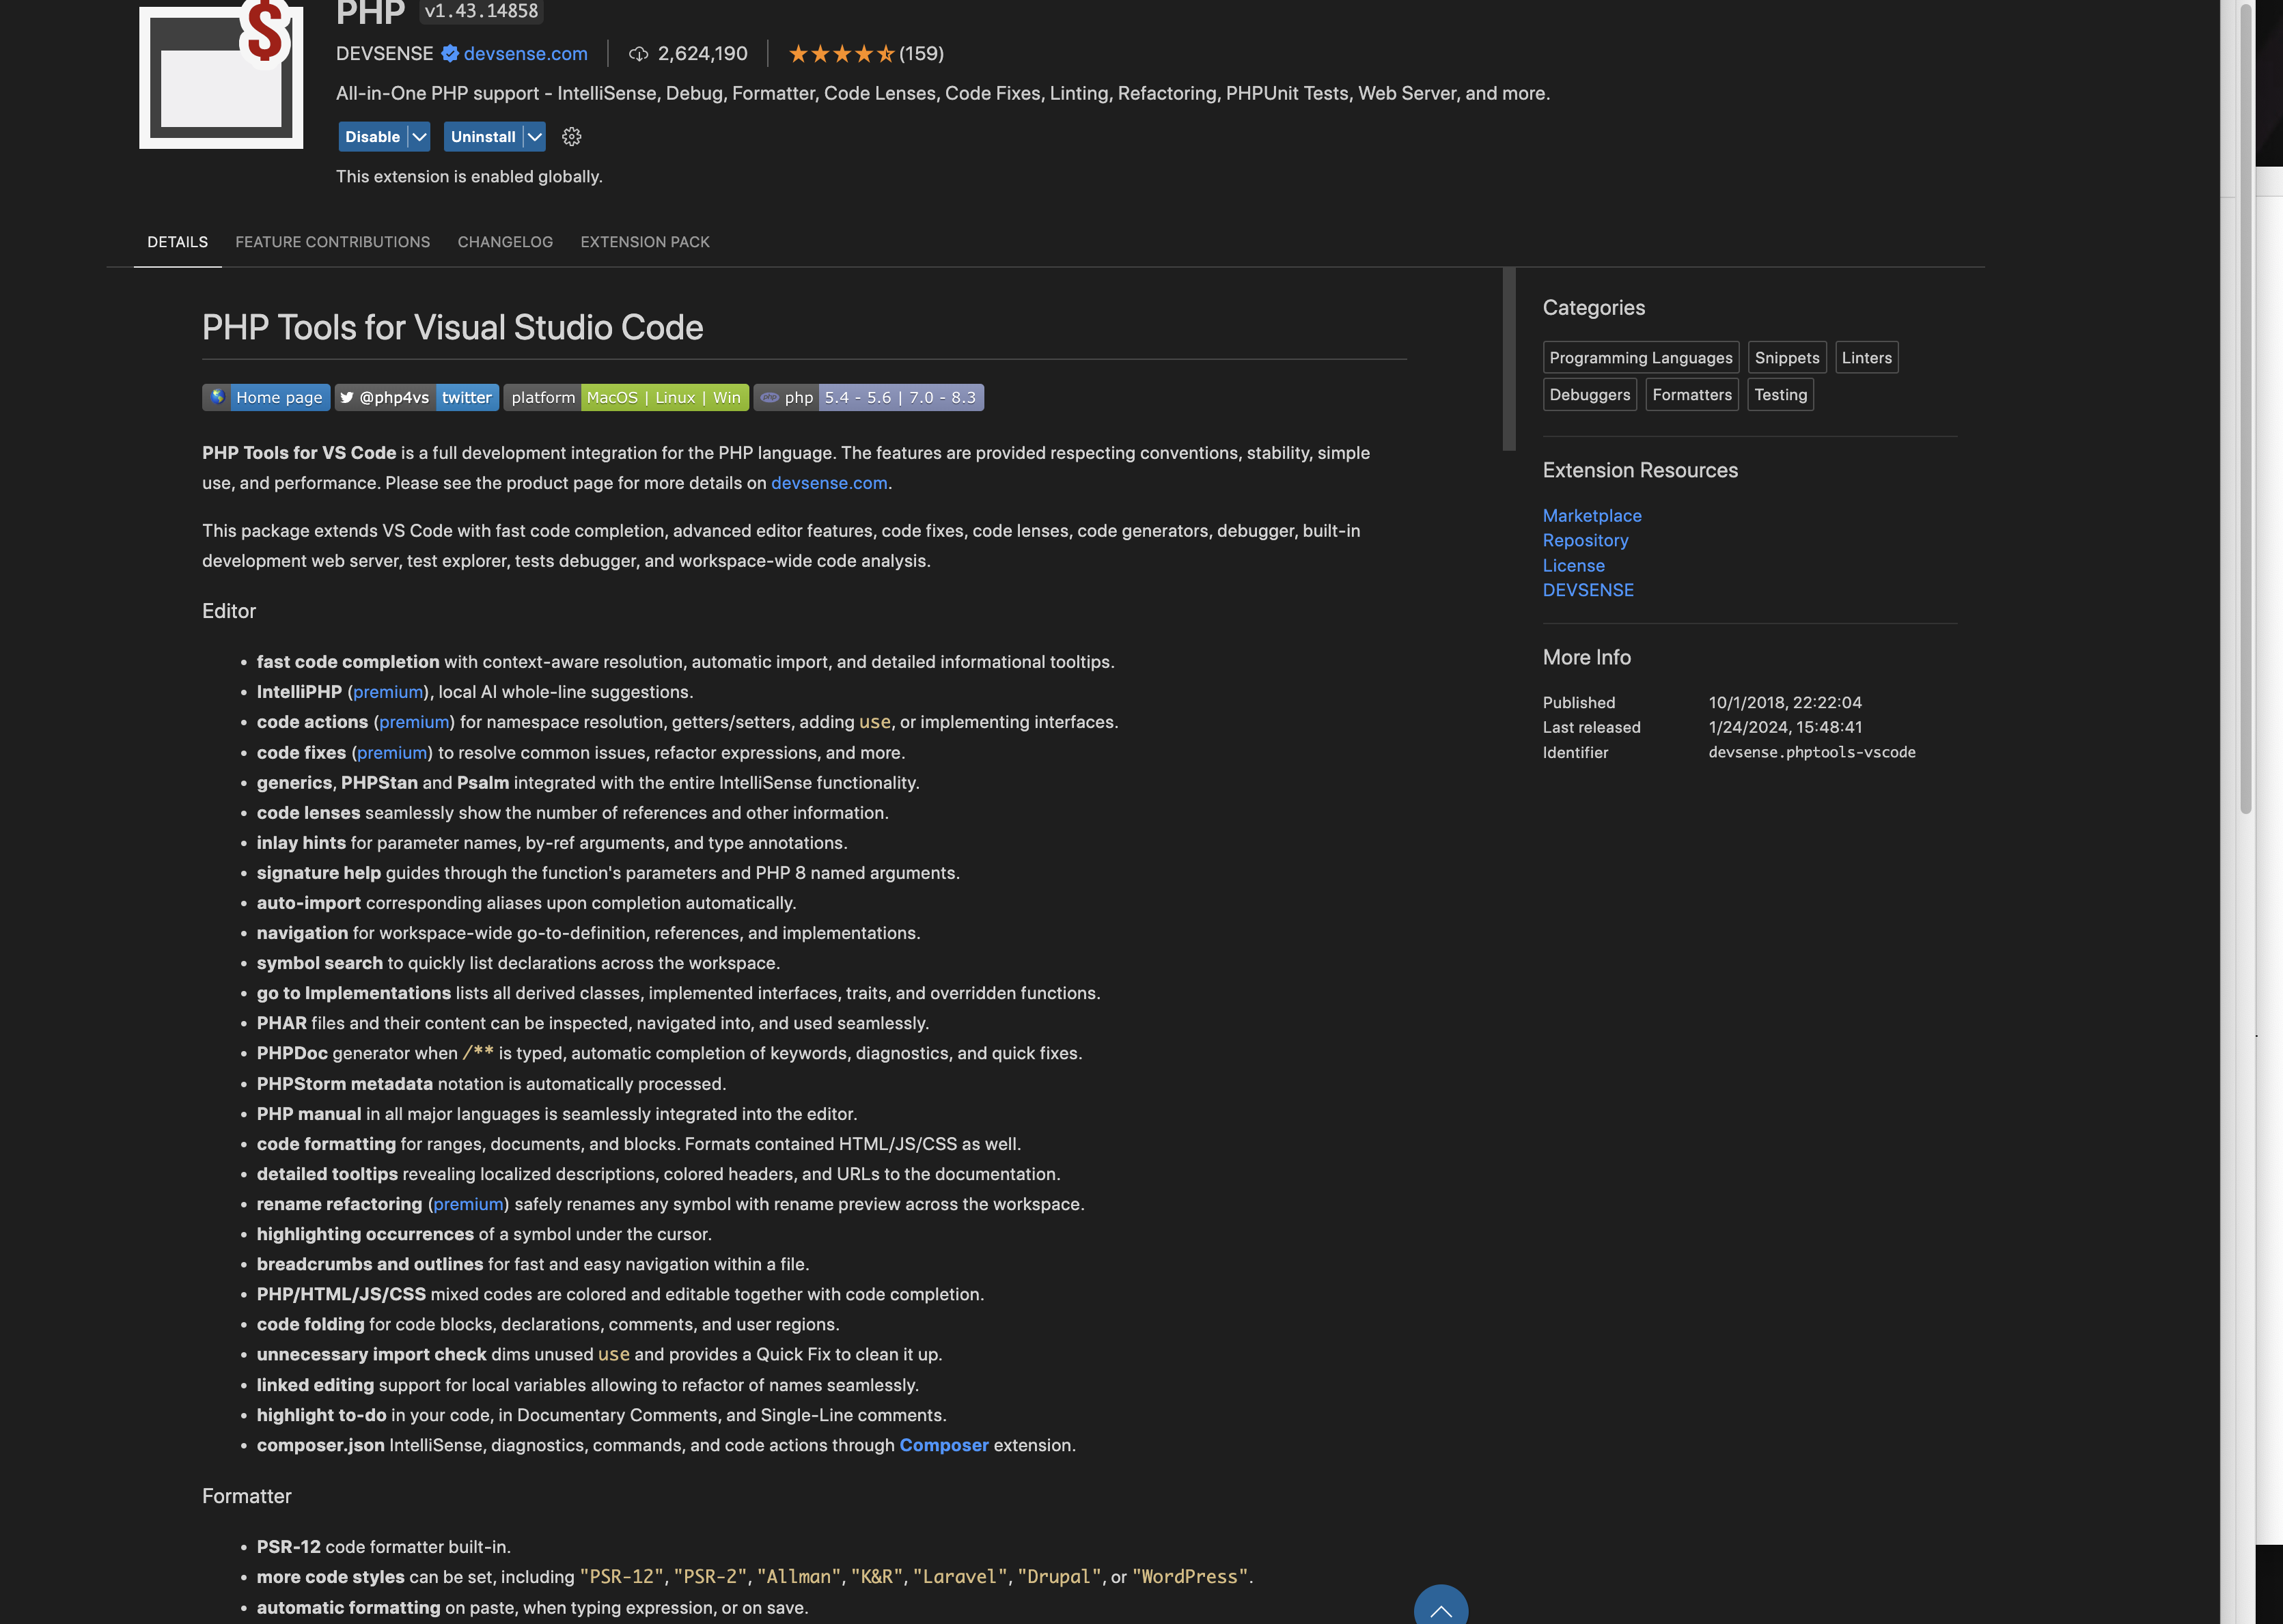 $
PHP v1.43.14858
DEVSENSE devsense.com 2,624,190 (159)
All-in-One PHP support - IntelliSense, Debug, Formatter, Code Lenses, Code Fixes, Linting, Refactoring, PHPUnit Tests, Web Server, and more.
Disable Uninstall
This extension is enabled globally.
DETAILS FEATURE CONTRIBUTIONS CHANGELOG EXTENSION PACK
PHP Tools for Visual Studio Code
Home page @php4vs twitter platform MacOS | Linux | Win php php 5.4 - 5.6 | 7.0 - 8.3
PHP Tools for VS Code is a full development integration for the PHP language. The features are provided respecting conventions, stability, simple
use, and performance. Please see the product page for more details on devsense.com.
This package extends VS Code with fast code completion, advanced editor features, code fixes, code lenses, code generators, debugger, built-in
development web server, test explorer, tests debugger, and workspace-wide code analysis.
Editor
• fast code completion with context-aware resolution, automatic import, and detailed informational tooltips.
• IntelliPHP (premium), local AI whole-line suggestions.
• code actions (premium) for namespace resolution, getters/setters, adding use, or implementing interfaces.
• code fixes (premium) to resolve common issues, refactor expressions, and more.
• generics, PHPStan and Psalm integrated with the entire IntelliSense functionality.
• code lenses seamlessly show the number of references and other information.
• inlay hints for parameter names, by-ref arguments, and type annotations.
• signature help guides through the function's parameters and PHP 8 named arguments.
• auto-import corresponding aliases upon completion automatically.
• navigation for workspace-wide go-to-definition, references, and implementations.
• symbol search to quickly list declarations across the workspace.
• go to Implementations lists all derived classes, implemented interfaces, traits, and overridden functions.
• PHAR files and their content can be inspected, navigated into, and used seamlessly.
• PHPDoc generator when /** is typed, automatic completion of keywords, diagnostics, and quick fixes.
• PHPStorm metadata notation is automatically processed.
• PHP manual in all major languages is seamlessly integrated into the editor.
• code formatting for ranges, documents, and blocks. Formats contained HTML/JS/CSS as well.
• detailed tooltips revealing localized descriptions, colored headers, and URLs to the documentation.
• rename refactoring (premium) safely renames any symbol with rename preview across the workspace.
• highlighting occurrences of a symbol under the cursor.
• breadcrumbs and outlines for fast and easy navigation within a file.
• PHP/HTML/JS/CSS mixed codes are colored and editable together with code completion.
• code folding for code blocks, declarations, comments, and user regions.
• unnecessary import check dims unused use and provides a Quick Fix to clean it up.
• linked editing support for local variables allowing to refactor of names seamlessly.
• highlight to-do in your code, in Documentary Comments, and Single-Line comments.
• composer.json IntelliSense, diagnostics, commands, and code actions through Composer extension.
Formatter
• PSR-12 code formatter built-in.
• more code styles can be set, including "PSR-12", "PSR-2", "Allman", "K&R", "Laravel", "Drupal", or "WordPress".
• automatic formatting on paste, when typing expression, or on save.
Categories
Programming Languages Snippets Linters
Debuggers Formatters Testing
Extension Resources
Marketplace
Repository
License
DEVSENSE
More Info
Published 10/1/2018, 22:22:04
Last released 1/24/2024, 15:48:41
Identifier devsense.phptools-vscode